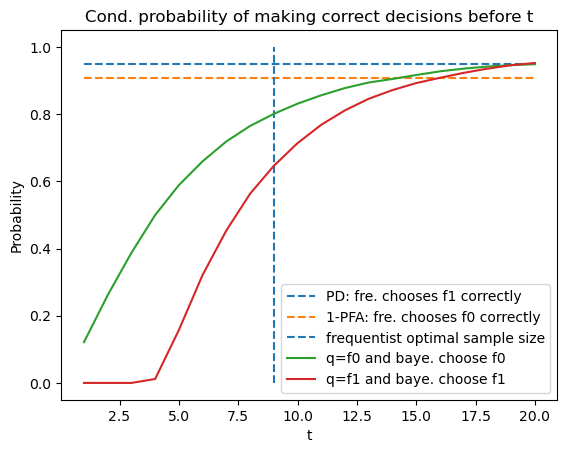 Cond. probability of making correct decisions before t
1.0
0.8
0.6
0.4
0.2
0.0
Probability
PD: fre. chooses f1 correctly
1-PFA: fre. chooses f0 correctly
frequentist optimal sample size
q=f0 and baye. choose f0
q=f1 and baye. choose f1
2.5 5.0 7.5 10.0 12.5 15.0 17.5 20.0
t